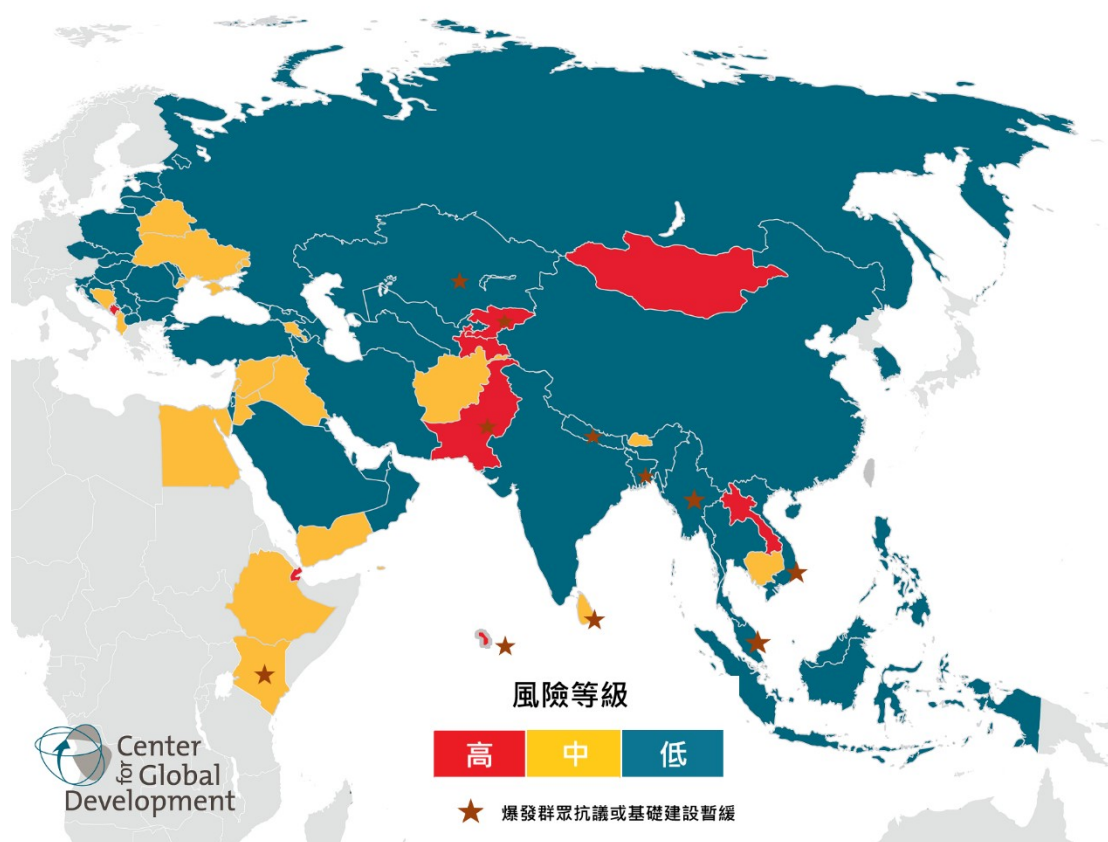 風險等級
高 中 低
爆發群眾抗議或基礎建設暫緩
Center
for Global
Development